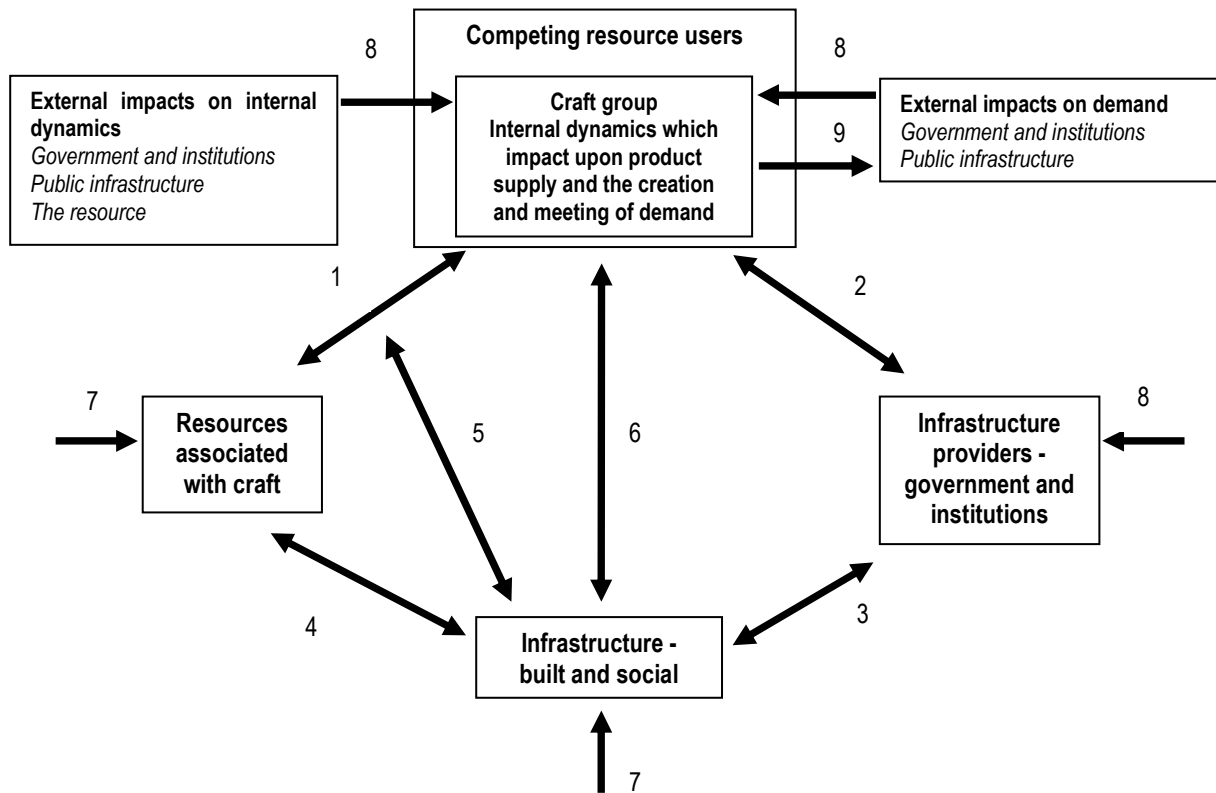 Competing resource users
8
8
External impacts on internal
dynamics
Government and institutions
Public infrastructure
The resource
Craft group
Internal dynamics which
impact upon product
supply and the creation
and meeting of demand
External impacts on demand
Government and institutions
Public infrastructure
9
1
2
7
Resources
associated
with craft
5
6
Infrastructure
providers -
government and
institutions
8
4
3
Infrastructure -
built and social
7